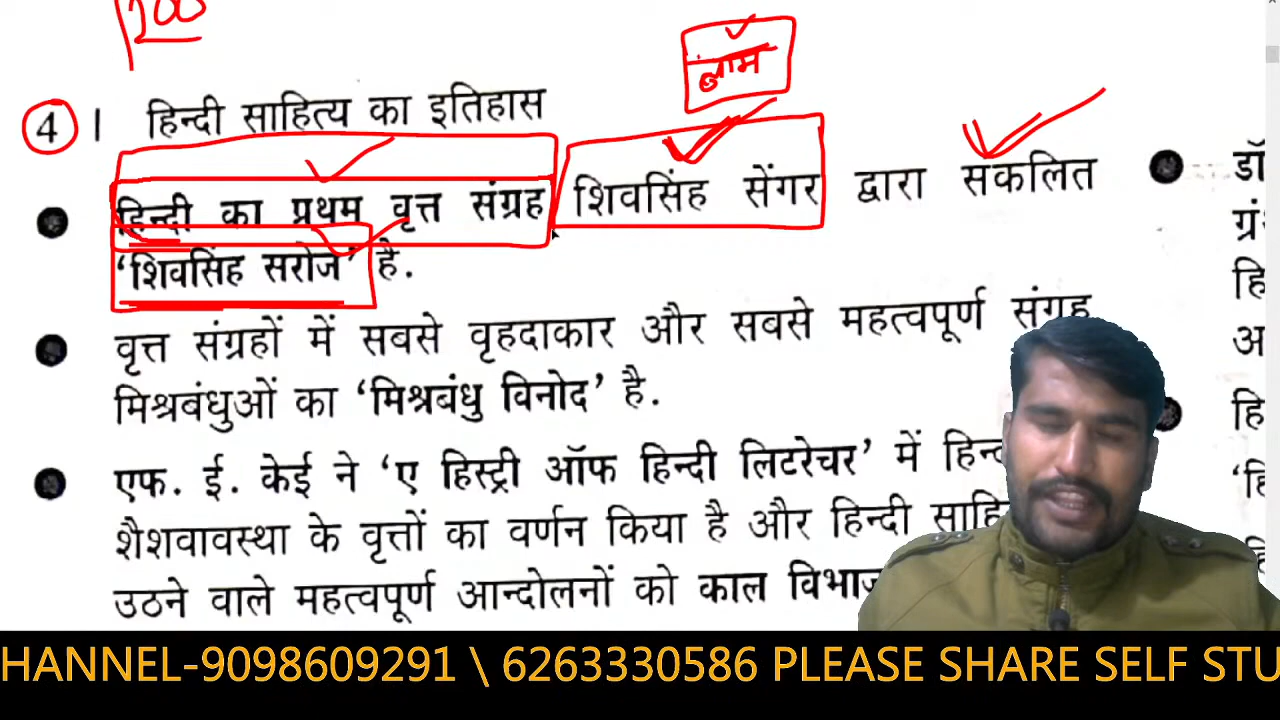 100
4 | हिन्दी साहित्य का इतिहास
नाम
हिन्दी का प्रथम वृत्त संग्रह शिवसिंह सेंगर द्वारा संकलित
‘शिवसिंह सरोज’ है.
वृत्त संग्रहों में सबसे वृहदाकार और सबसे महत्वपूर्ण संग्रह
मिश्रबंधुओं का ‘मिश्रबंधु विनोद’ है.
एफ. ई. केई ने ‘ए हिस्ट्री ऑफ हिन्दी लिटरेचर’ में
शैशवावस्था के वृत्तों का वर्णन किया है और हिन्दी
उठने वाले महत्वपूर्ण आन्दोलनों को काल
HANNEL-9098609291 \ 6263330586 PLEASE SHARE SELF STU